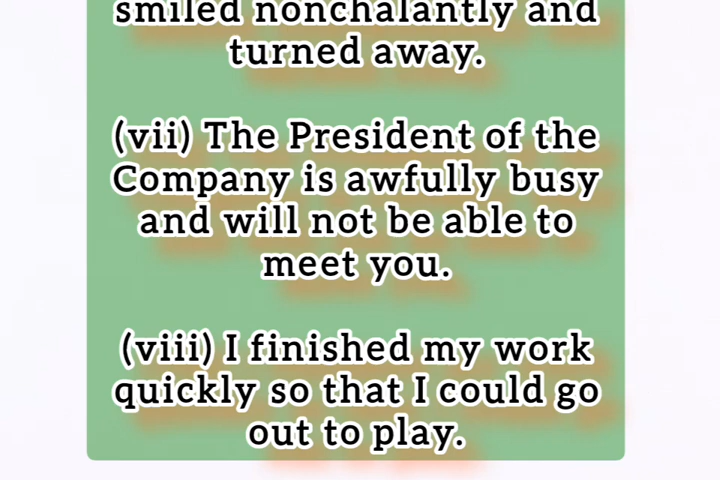 smiled nonchalantly and
turned away.
(vii) The President of the
Company is awfully busy
and will not be able to
meet you.
(viii) I finished my work
quickly so that I could go
out to play.